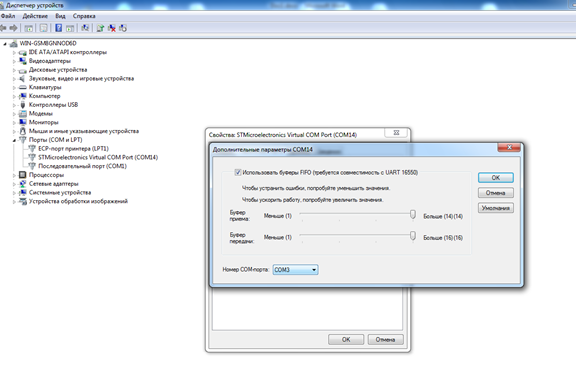 Диспетчер устройств
Файл Действие Вид Справка
WIN-GSMBGNNOD6D
IDE ATA/ATAPI контроллеры
Видеоадаптеры
Дисковые устройства
Звуковые, видео и игровые устройства
Клавиатуры
Компьютер
Контроллеры USB
Модемы
Мониторы
Мыши и иные указывающие устройства
Порты (COM и LPT)
ECP-порт принтера (LPT1)
STMicroelectronics Virtual COM Port (COM14)
Последовательный порт (COM1)
Процессоры
Сетевые адаптеры
Системные устройства
Устройства обработки изображений
Свойства: STMicroelectronics Virtual COM Port (COM14)
Дополнительные параметры COM14
Использовать буферы FIFO (требуется совместимость с UART 16550)
Чтобы устранить ошибки, попробуйте уменьшить значения.
Чтобы ускорить работу, попробуйте увеличить значения.
Буфер приема: Меньше (1) Больше (14) (14)
Буфер передачи: Меньше (1) Больше (16) (16)
Номер COM-порта: COM3
OK
Отмена
Умолчания
OK Отмена